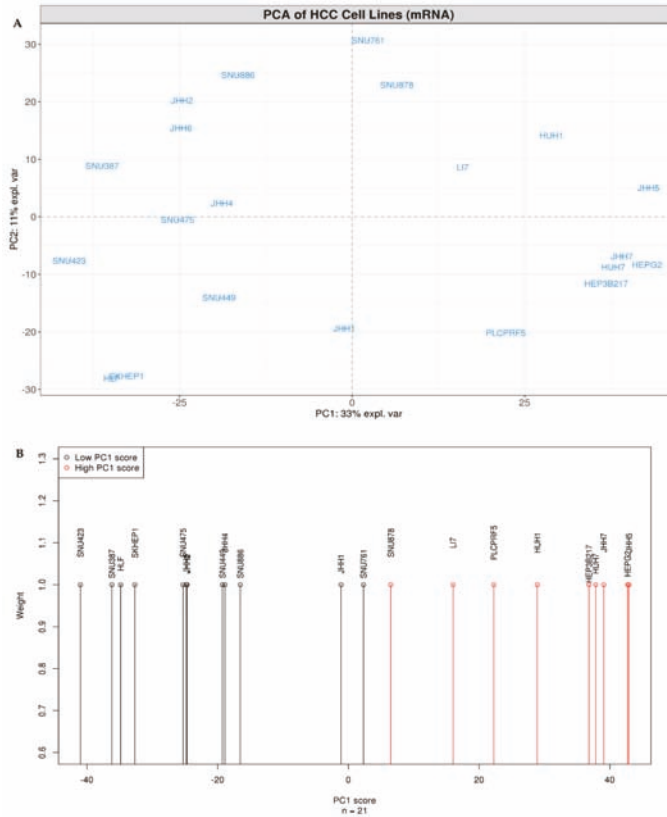 A
PCA of HCC Cell Lines (mRNA)
SNU761
SNU886
SNU878
JHH2
JHH6
HUH1
SNU387
LI7
JHH5
JHH4
SNU475
SNU423
JHH7
HUH7
HEPG2
HEP3B217
SNU449
JHH1
PLCPRF5
SKHEP1
PC2: 11% expl. var
30
20
10
0
-10
-20
-30
-25
0
25
PC1: 33% expl. var
B
Low PC1 score
High PC1 score
SNU423
SNU387
HLF
SKHEP1
SNU475
SNU449
JHH4
SNU886
JHH1
SNU761
SNU878
LI7
PLCPRF5
HUH1
HEP3B217
HUH7
JHH7
HEPG2
JHH5
Weight
1.3
1.2
1.1
1.0
0.9
0.8
0.7
0.6
-40
-20
0
20
40
PC1 score
n = 21